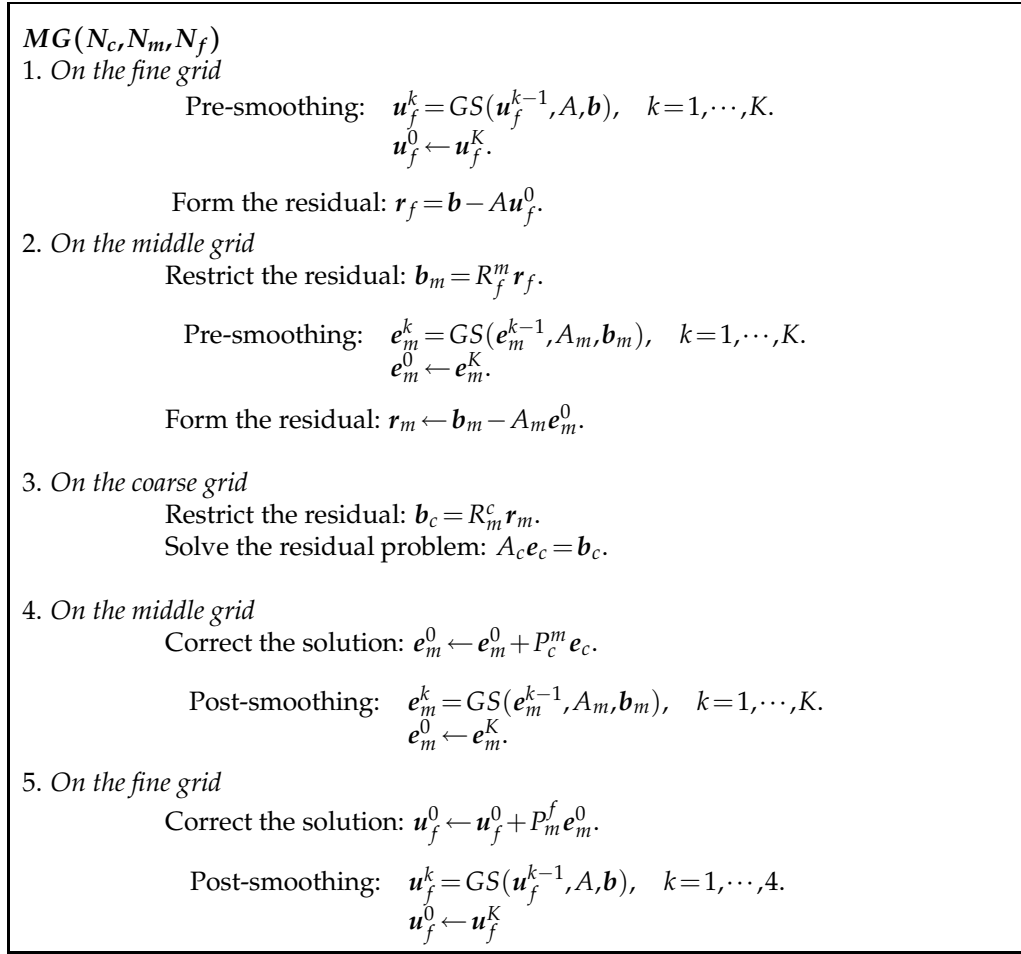 MG(N_c,N_m,N_f)
1. On the fine grid
Pre-smoothing: u_f^k = GS(u_f^{k−1},A,b), k=1,⋯,K.
u_f^0 ← u_f^K.
Form the residual: r_f = b − Au_f^0.
2. On the middle grid
Restrict the residual: b_m = R_f^m r_f.
Pre-smoothing: e_m^k = GS(e_m^{k−1},A_m,b_m), k=1,⋯,K.
e_m^0 ← e_m^K.
Form the residual: r_m ← b_m − A_m e_m^0.
3. On the coarse grid
Restrict the residual: b_c = R_m^c r_m.
Solve the residual problem: A_c e_c = b_c.
4. On the middle grid
Correct the solution: e_m^0 ← e_m^0 + P_c^m e_c.
Post-smoothing: e_m^k = GS(e_m^{k−1},A_m,b_m), k=1,⋯,K.
e_m^0 ← e_m^K.
5. On the fine grid
Correct the solution: u_f^0 ← u_f^0 + P_m^f e_m^0.
Post-smoothing: u_f^k = GS(u_f^{k−1},A,b), k=1,⋯,4.
u_f^0 ← u_f^K